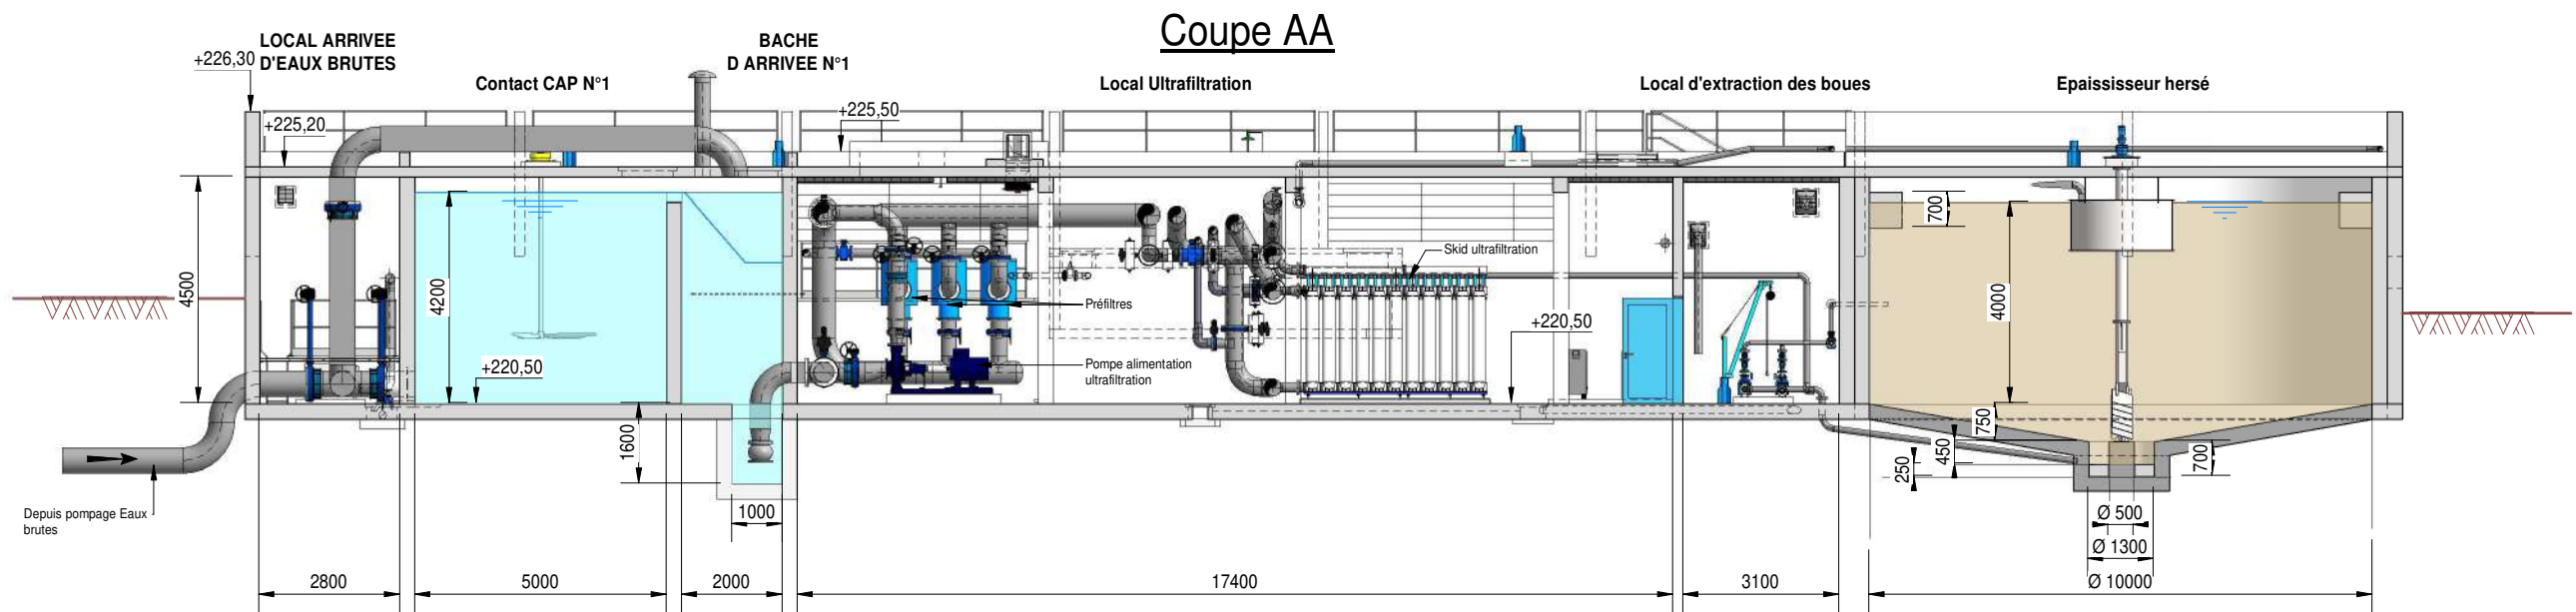 Coupe AA
LOCAL ARRIVEE
D'EAUX BRUTES
BACHE
D ARRIVEE N°1
+226,30
Contact CAP N°1
Local Ultrafiltration
Local d'extraction des boues
Epaississeur hersé
+225,20
+225,50
700
Skid ultrafiltration
4500
4200
4000
Préfiltres
+220,50
+220,50
Pompe alimentation
ultrafiltration
1600
750
450
250
700
Depuis pompage Eaux
brutes
1000
Ø 500
Ø 1300
2800
5000
2000
17400
3100
Ø 10000